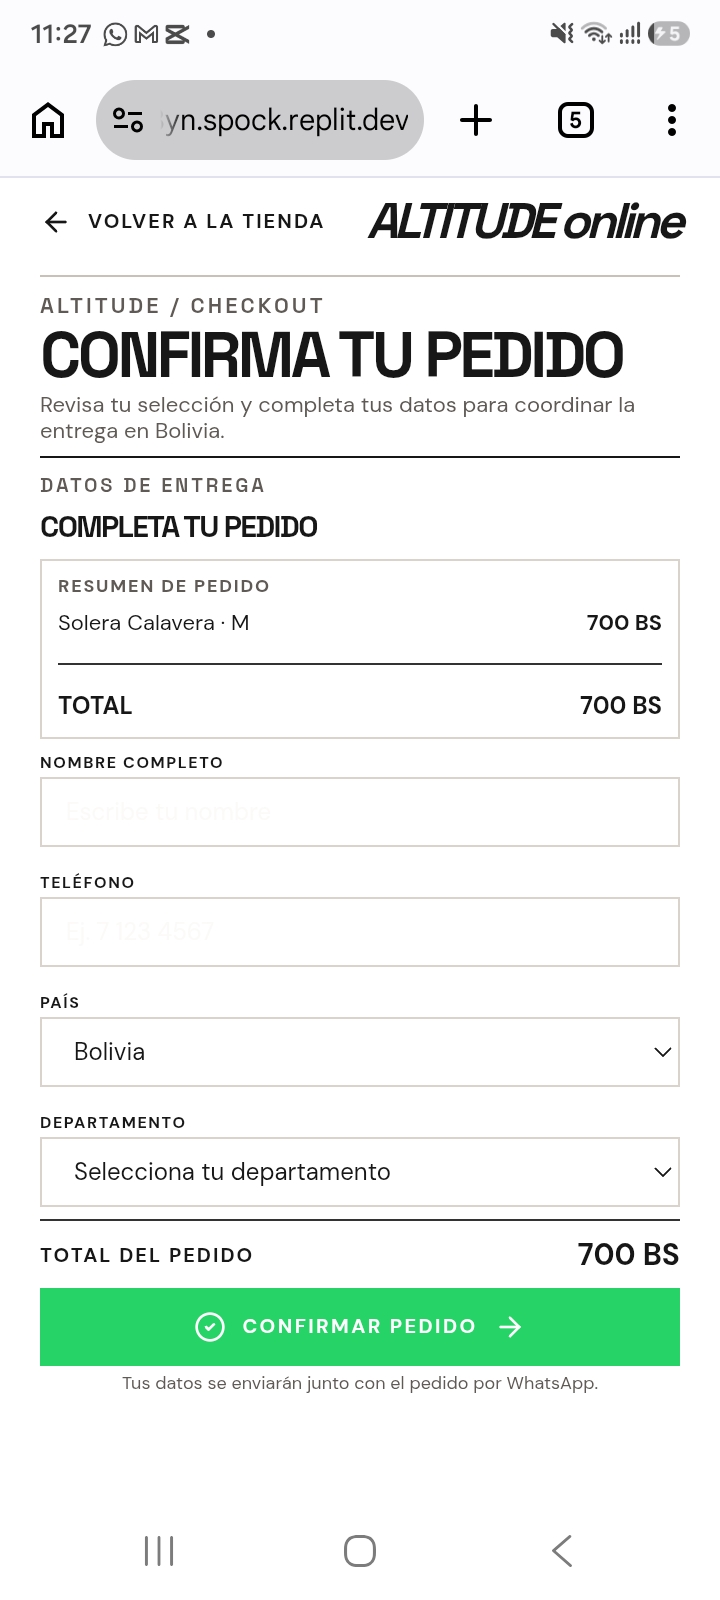 11:27
5
yn.spock.replit.dev
5
VOLVER A LA TIENDA
ALTITUDE online
ALTITUDE / CHECKOUT
CONFIRMA TU PEDIDO
Revisa tu selección y completa tus datos para coordinar la
entrega en Bolivia.
DATOS DE ENTREGA
COMPLETA TU PEDIDO
RESUMEN DE PEDIDO
Solera Calavera · M 700 BS
TOTAL 700 BS
NOMBRE COMPLETO
Escribe tu nombre
TELÉFONO
Ej. 7 123 4567
PAÍS
Bolivia
DEPARTAMENTO
Selecciona tu departamento
TOTAL DEL PEDIDO 700 BS
CONFIRMAR PEDIDO
Tus datos se enviarán junto con el pedido por WhatsApp.